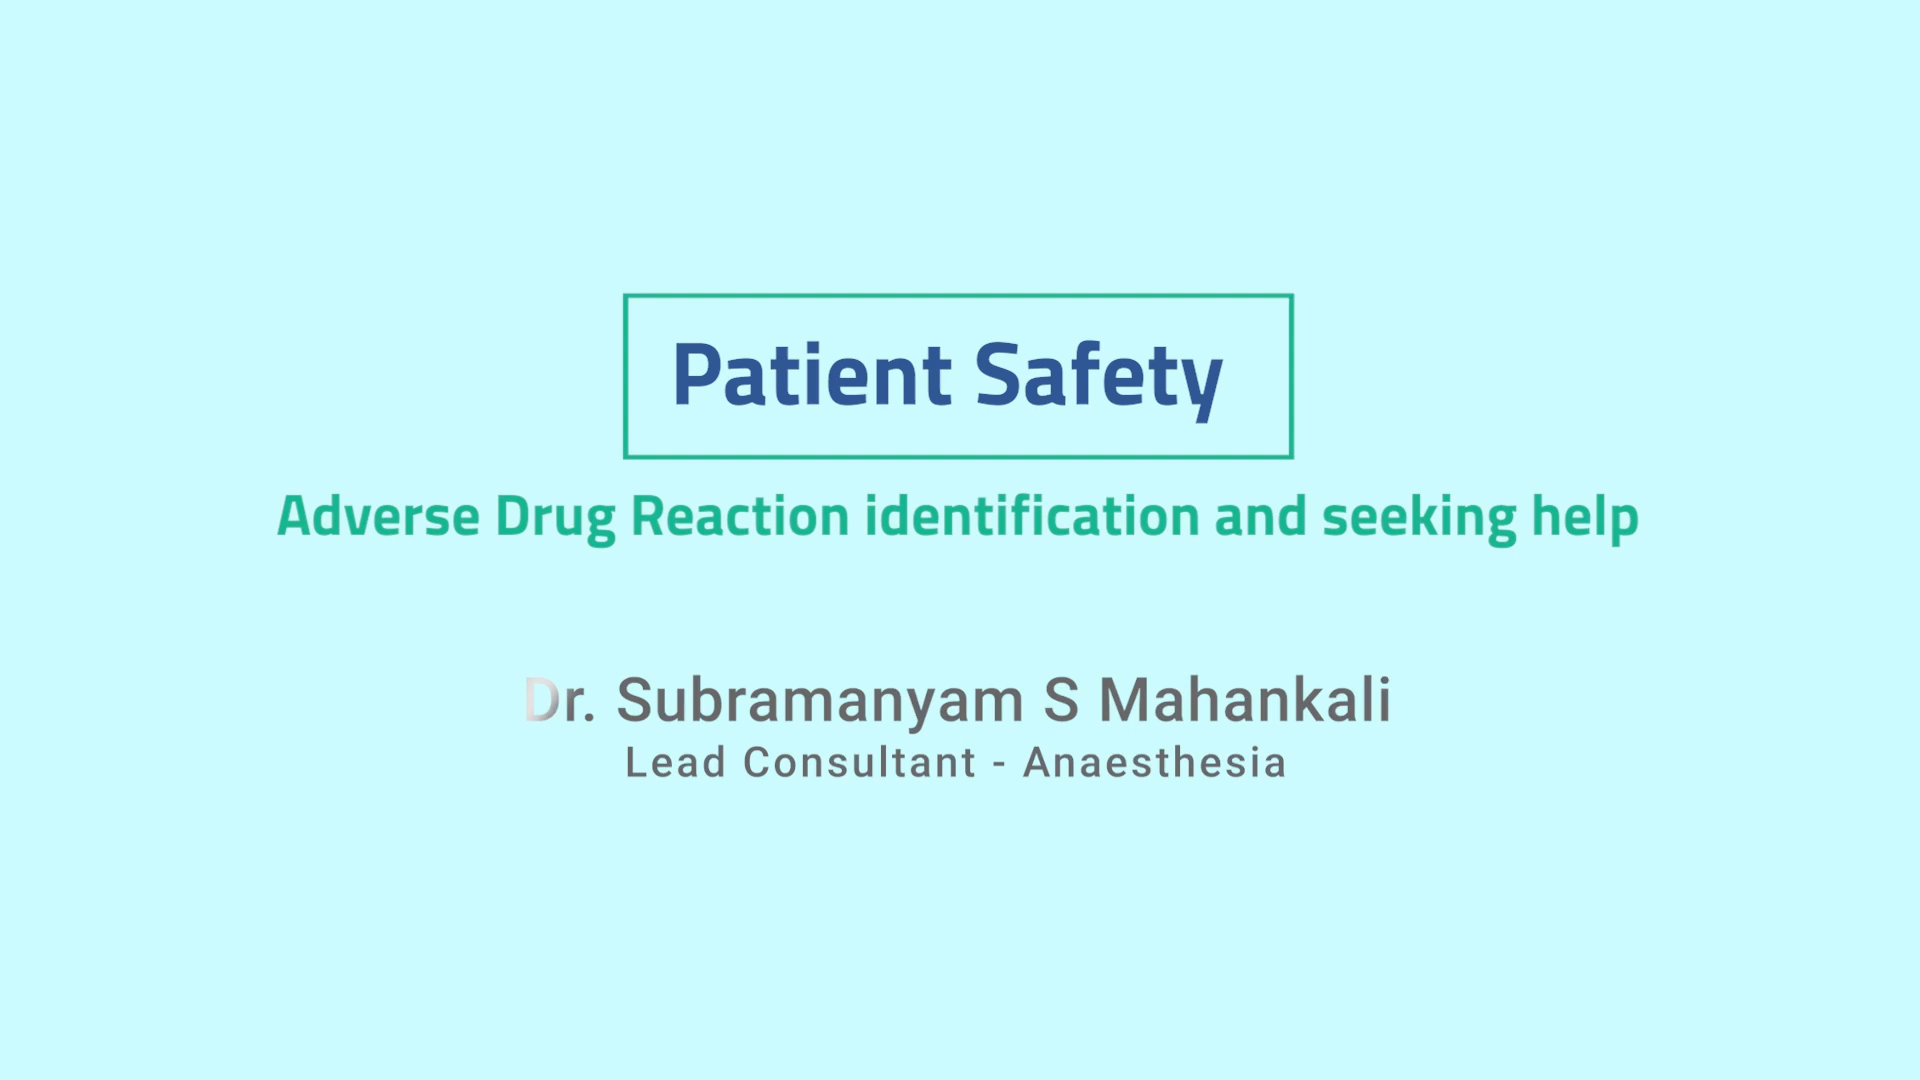 Patient Safety
Adverse Drug Reaction identification and seeking help
Dr. Subramanyam S Mahankali
Lead Consultant - Anaesthesia